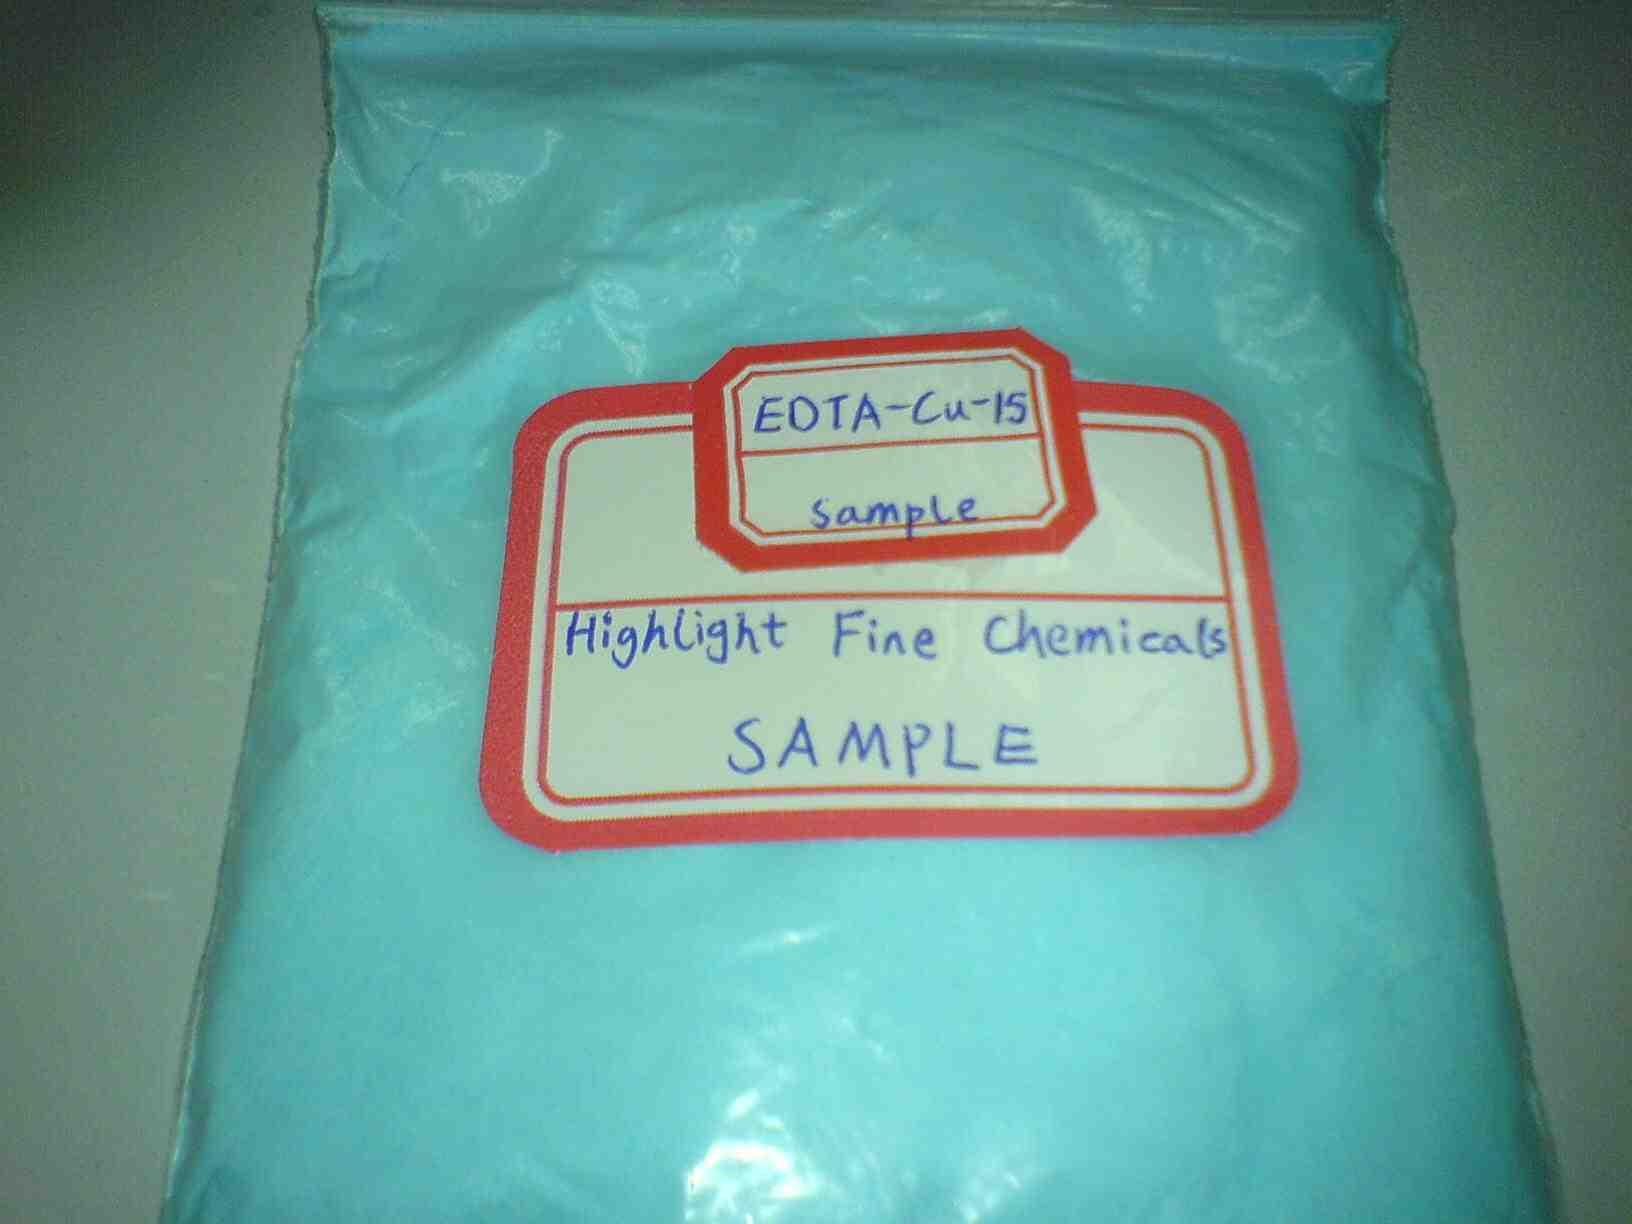 EDTA-Cu-15
sample
Highlight Fine Chemicals
SAMPLE